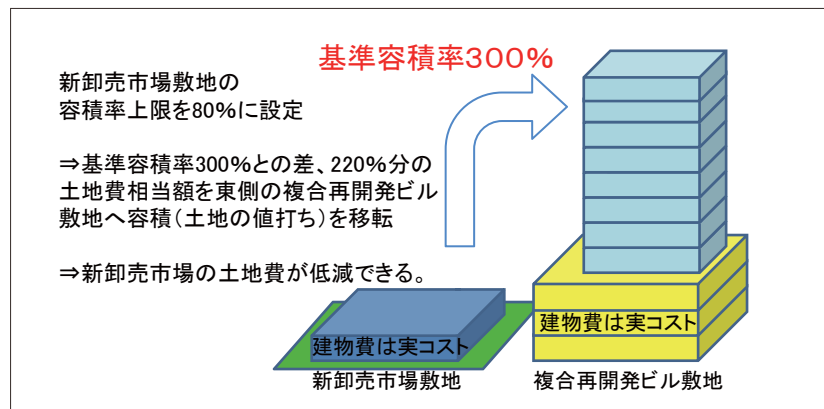 基準容積率300%
新卸売市場敷地の
容積率上限を80%に設定
⇒基準容積率300%との差、220%分の
土地費相当額を東側の複合再開発ビル
敷地へ容積(土地の値打ち)を移転
⇒新卸売市場の土地費が低減できる。
建物費は実コスト
新卸売市場敷地
建物費は実コスト
複合再開発ビル敷地